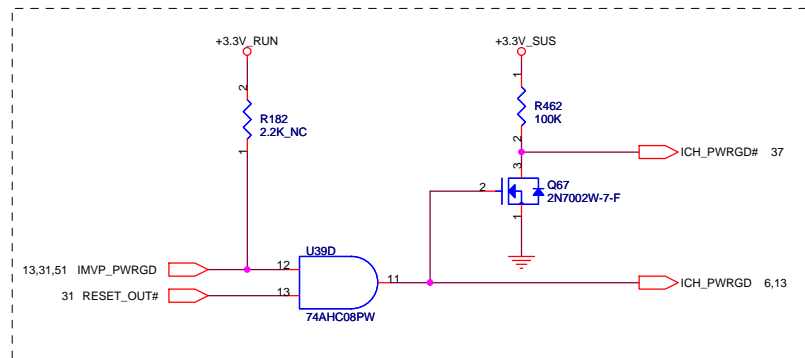 +3.3V_RUN
+3.3V_SUS
2
R182
2.2K_NC
1
1
R462
100K
2
ICH_PWRGD# 37
3
2
Q67
2N7002W-7-F
1
U39D
13,31,51 IMVP_PWRGD
12
11
ICH_PWRGD 6,13
31 RESET_OUT#
13
74AHC08PW